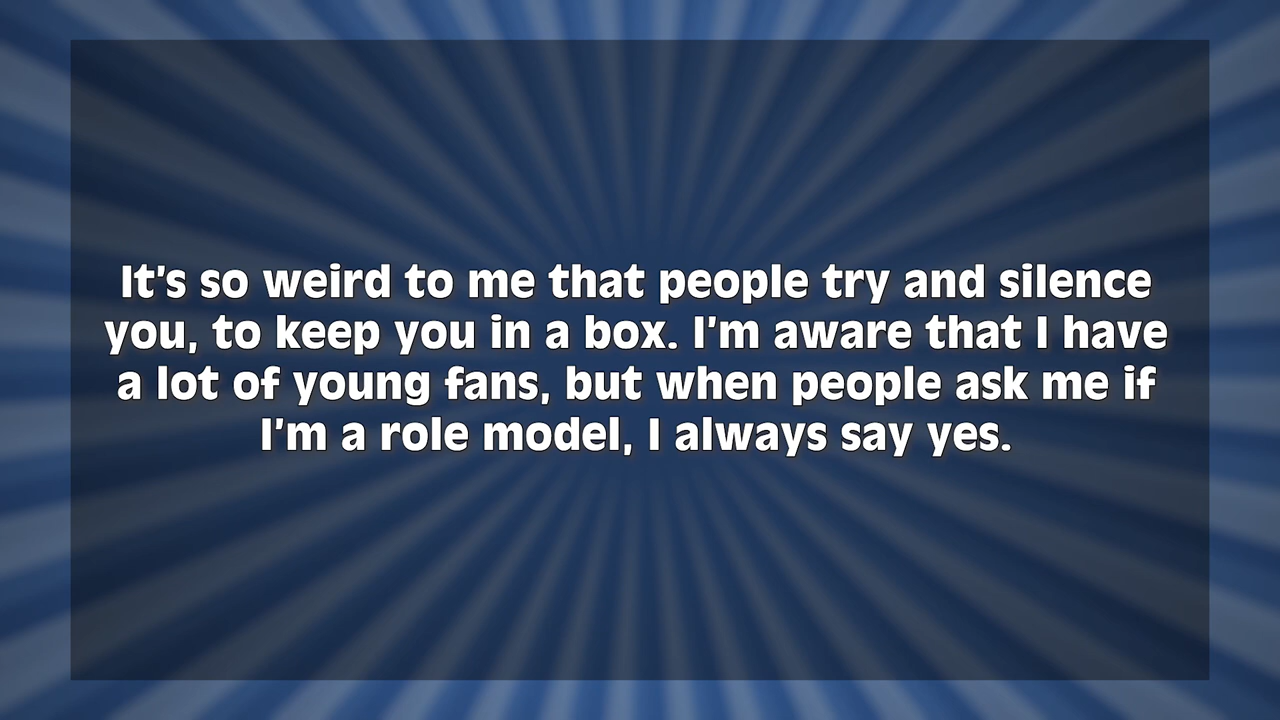 It's so weird to me that people try and silence
you, to keep you in a box. I'm aware that I have
a lot of young fans, but when people ask me if
I'm a role model, I always say yes.